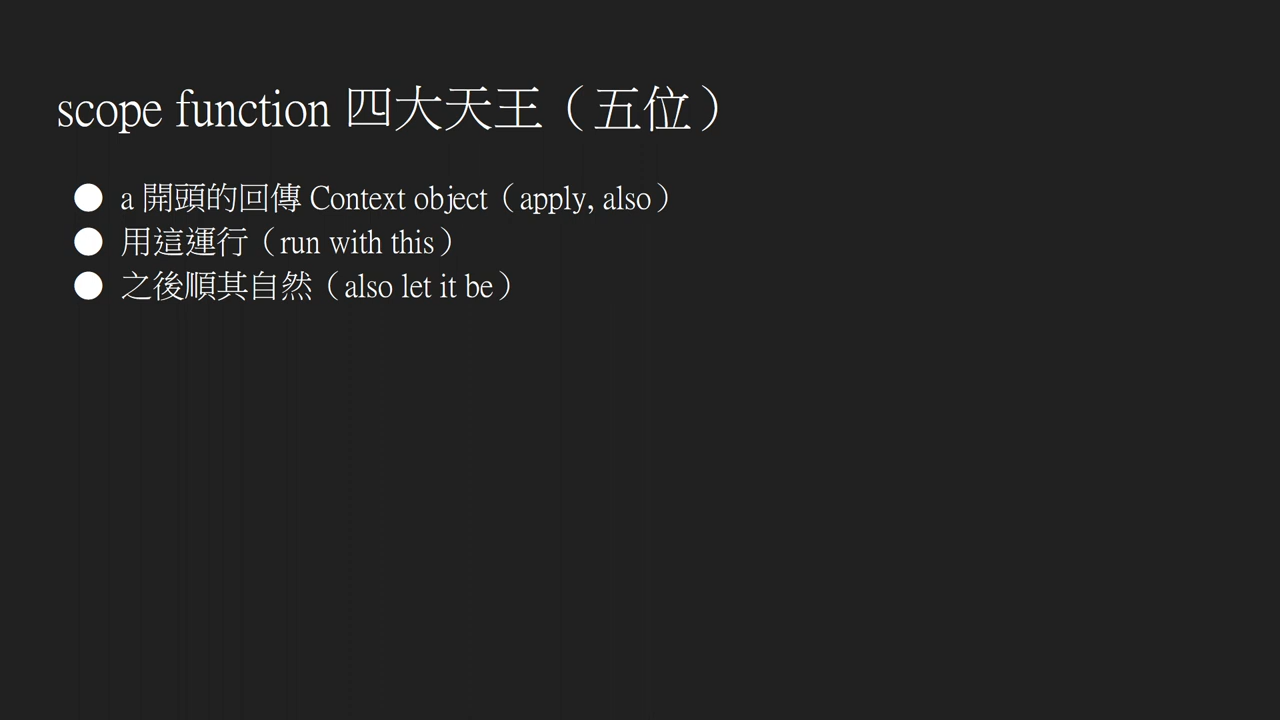 scope function 四大天王（五位）
● a 開頭的回傳 Context object（apply, also）
● 用這運行（run with this）
● 之後順其自然（also let it be）